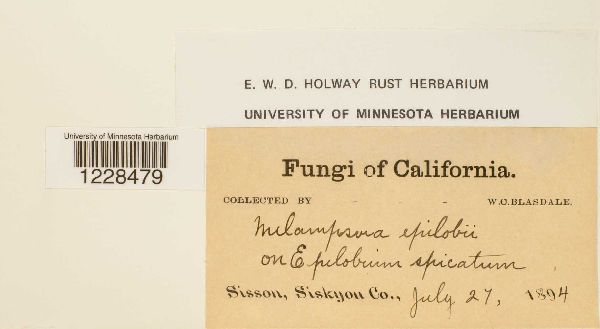 E. W. D. HOLWAY RUST HERBARIUM
UNIVERSITY OF MINNESOTA HERBARIUM
University of Minnesota Herbarium
1228479
Fungi of California.
COLLECTED BY - - - W.C.BLASDALE.
Melampsora epilobii
on Epilobium spicatum
Sisson, Siskyou Co., July 27, 1894